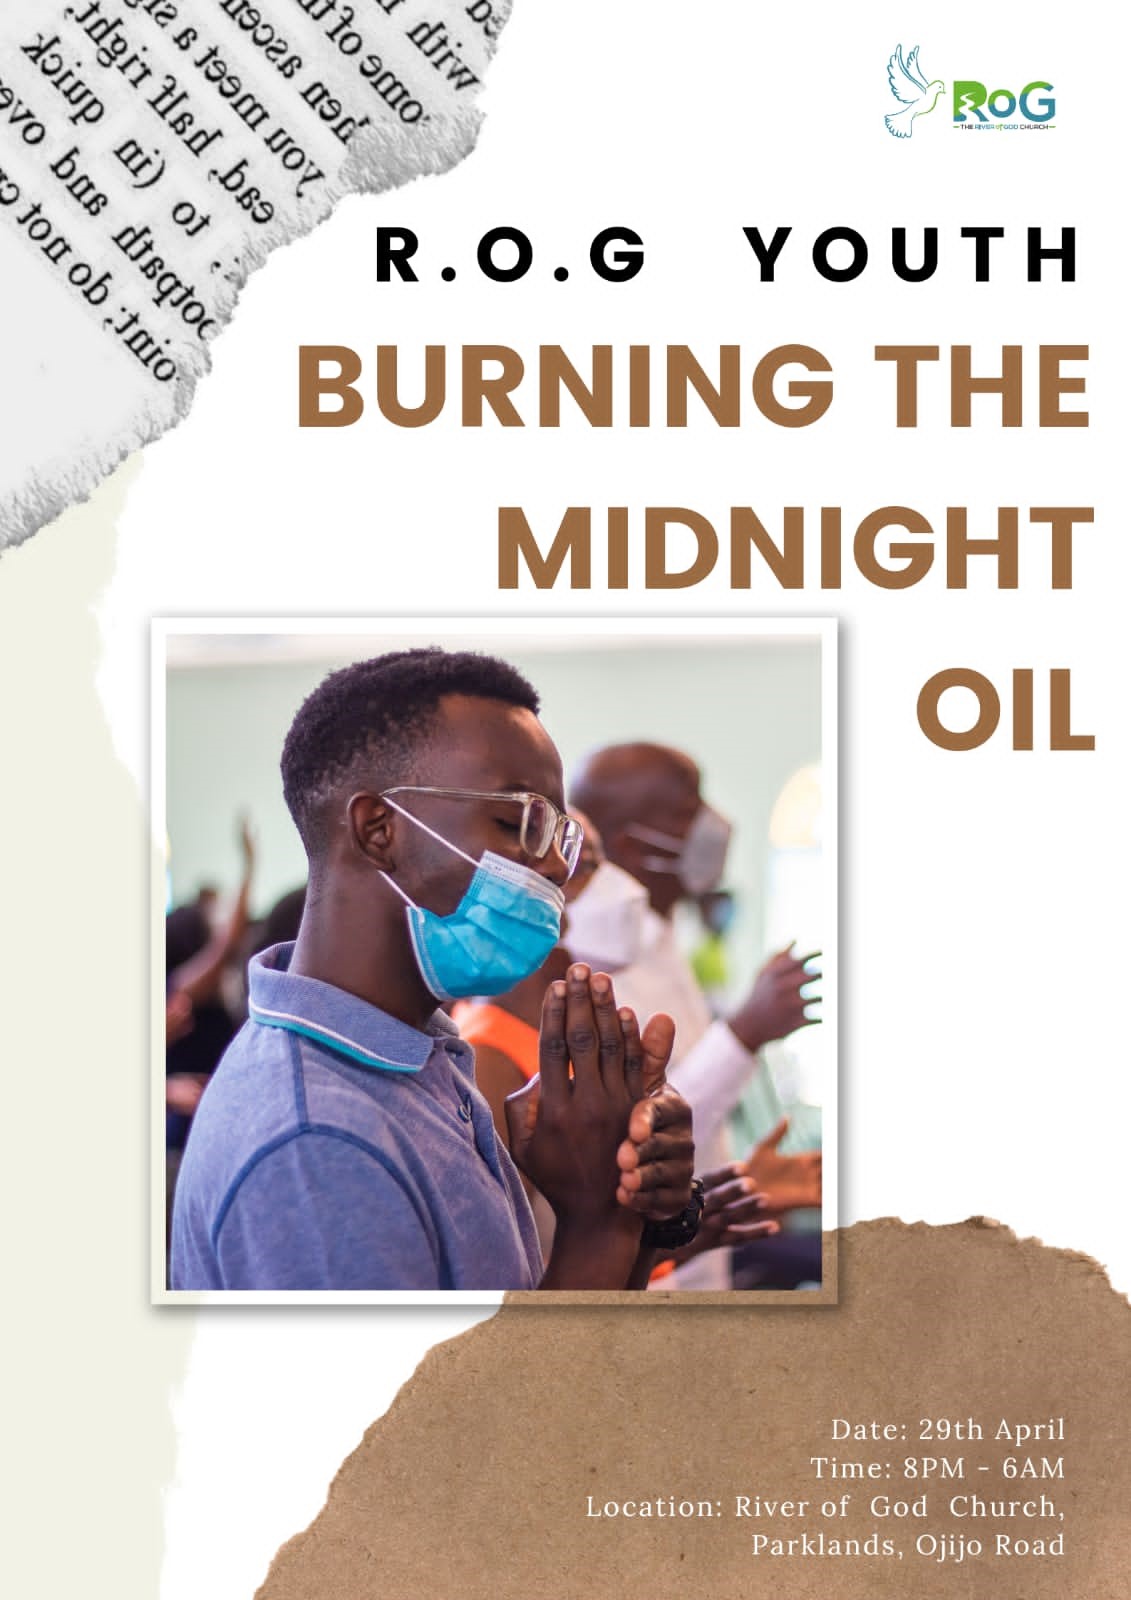 RoG
THE RIVER of GOD CHURCH
R.O.G YOUTH
BURNING THE
MIDNIGHT
OIL
Date: 29th April
Time: 8PM - 6AM
Location: River of God Church,
Parklands, Ojijo Road